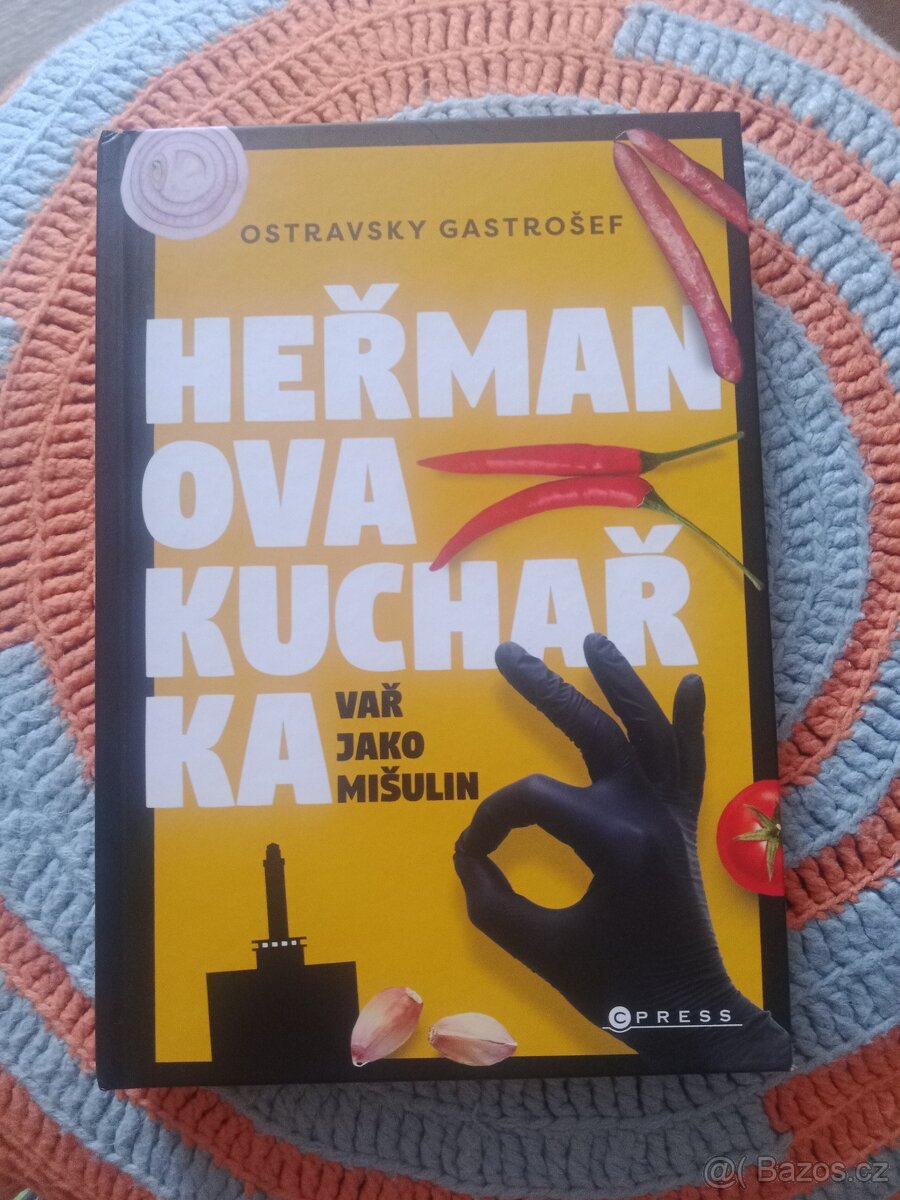 OSTRAVSKY GASTROŠEF
HEŘMAN
OVA
KUCHAŘ
KA
VAŘ
JAKO
MIŠULIN
CPRESS
@( Bazos.cz